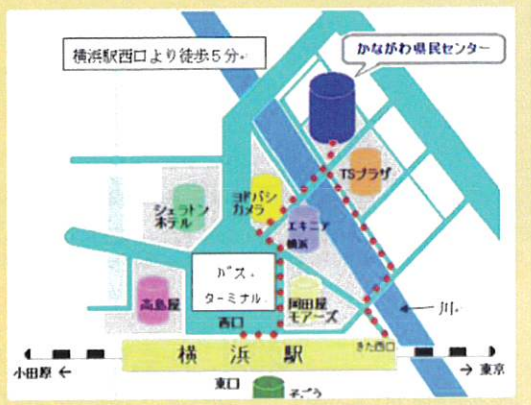 横浜駅西口より徒歩5分
かながわ県民センター
TSプラザ
ヨドバシ
カメラ
シェラトン
ホテル
エキニア
横浜
バス
ターミナル
岡田屋
モアーズ
高島屋
西口
←川
きた西口
横浜駅
小田原 ←
→ 東京
東口
そごう